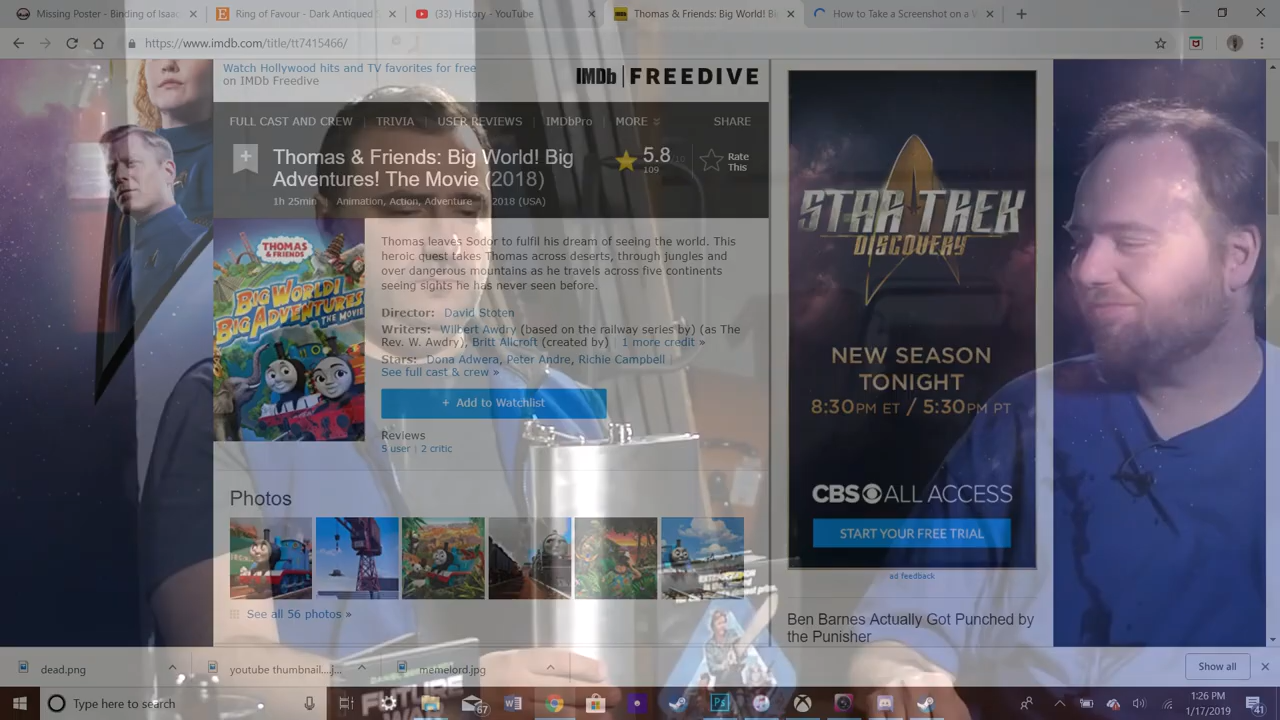 Missing Poster - Binding of Isaac
Ring of Favour - Dark Antiqued
(33) History - YouTube
Thomas & Friends: Big World! Bi
How to Take a Screenshot on a V
https://www.imdb.com/title/tt7415466/
Watch Hollywood hits and TV favorites for free
on IMDb Freedive
IMDb | FREEDIVE
FULL CAST AND CREW | TRIVIA | USER REVIEWS | IMDbPro | MORE | SHARE
Thomas & Friends: Big World! Big
Adventures! The Movie (2018)
5.8/10
109
Rate
This
1h 25min | Animation, Action, Adventure | 2018 (USA)
THOMAS
& FRIENDS
BIG WORLD!
BIG ADVENTURES!
THE MOVIE
Thomas leaves Sodor to fulfil his dream of seeing the world. This
heroic quest takes Thomas across deserts, through jungles and
over dangerous mountains as he travels across five continents
seeing sights he has never seen before.
Director: David Stoten
Writers: Wilbert Awdry (based on the railway series by) (as The
Rev. W. Awdry), Britt Allcroft (created by) | 1 more credit »
Stars: Dona Adwera, Peter Andre, Richie Campbell |
See full cast & crew »
+ Add to Watchlist
Reviews
5 user | 2 critic
Photos
See all 56 photos »
STAR TREK
DISCOVERY
NEW SEASON
TONIGHT
8:30PM ET / 5:30PM PT
CBS ALL ACCESS
START YOUR FREE TRIAL
ad feedback
Ben Barnes Actually Got Punched by
the Punisher
dead.png
youtube thumbnail....j...
memelord.jpg
Show all
FUTURE
Type here to search
67
1:26 PM
1/17/2019
41